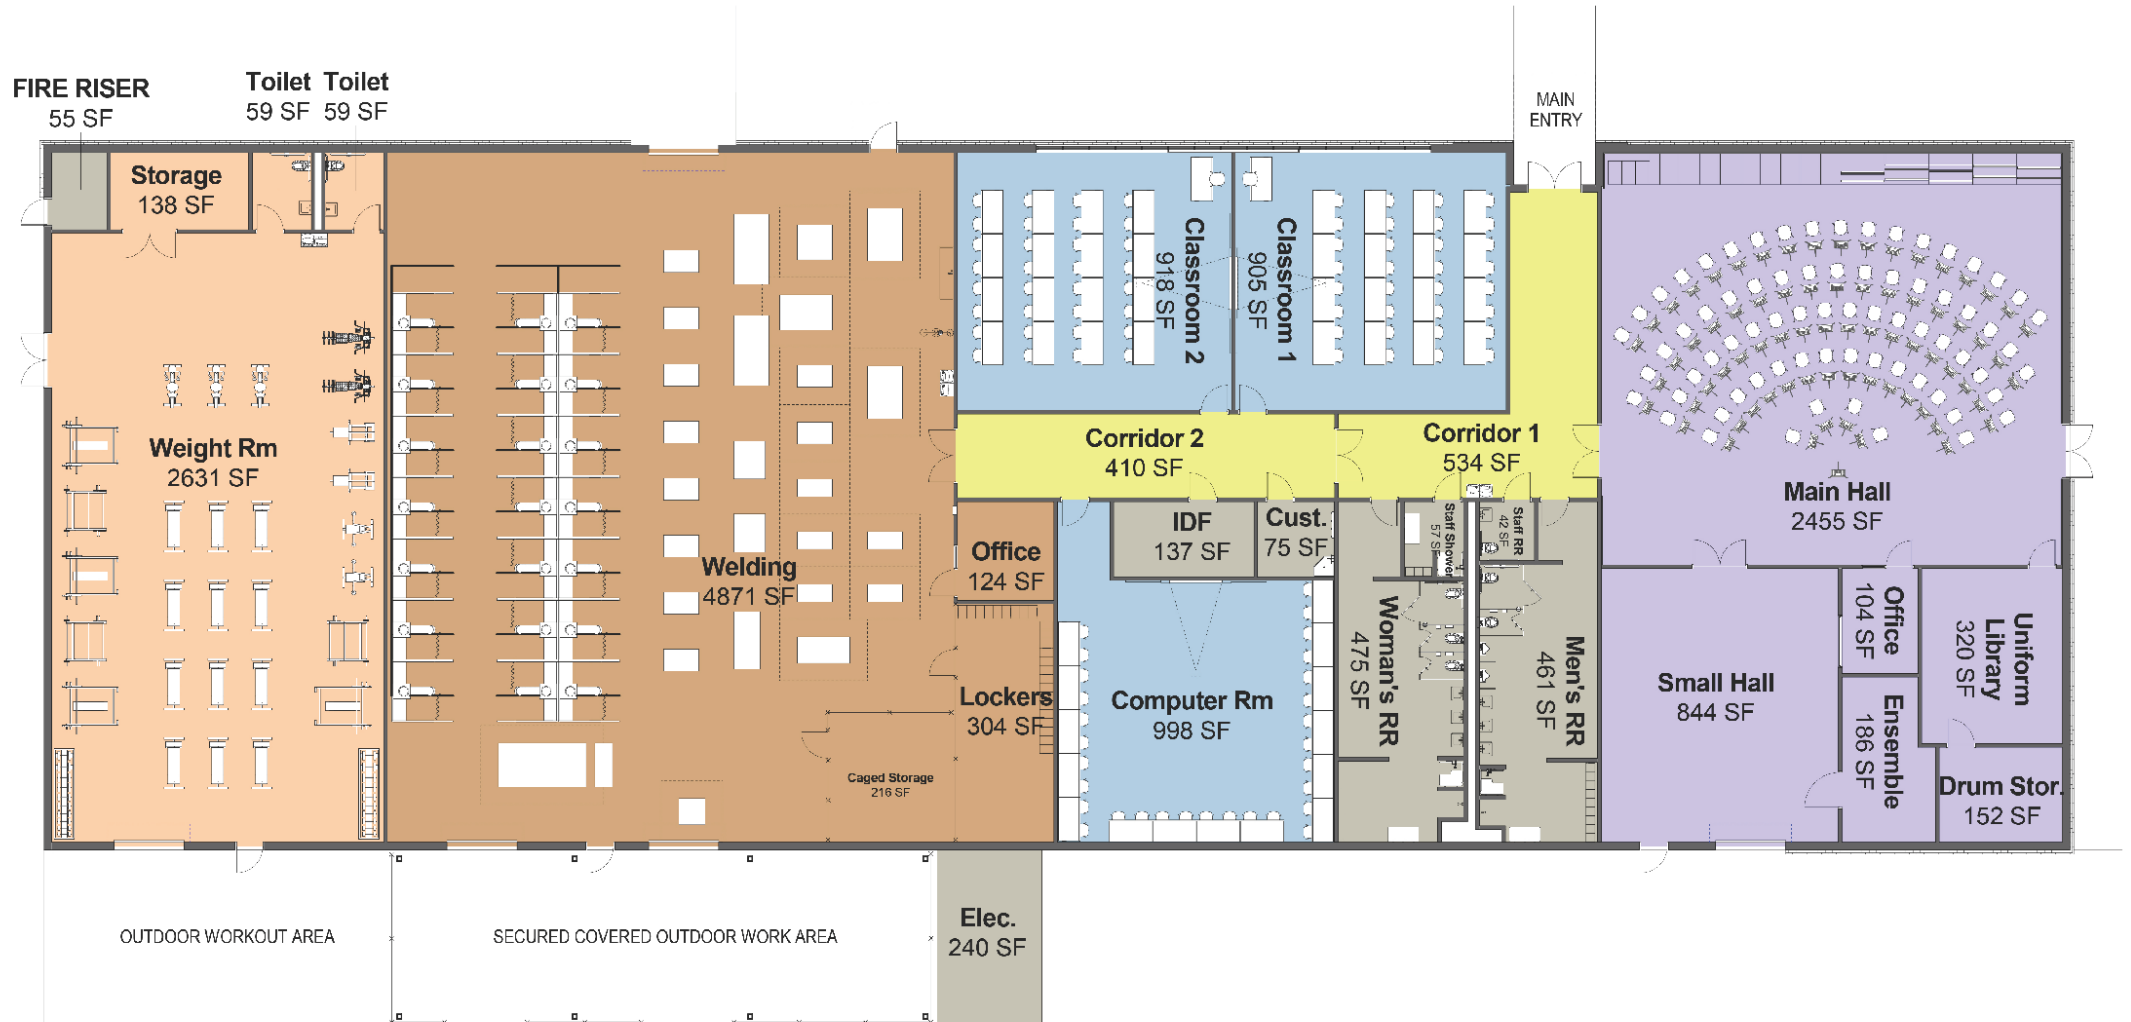 FIRE RISER
55 SF
Toilet
59 SF
Toilet
59 SF
MAIN
ENTRY
Storage
138 SF
Weight Rm
2631 SF
Welding
4871 SF
Classroom 2
918 SF
Classroom 1
905 SF
Corridor 2
410 SF
Corridor 1
534 SF
Main Hall
2455 SF
Office
124 SF
IDF
137 SF
Cust.
75 SF
Staff Shower
57 SF
Staff RR
42 SF
Lockers
304 SF
Caged Storage
216 SF
Computer Rm
998 SF
Woman's RR
475 SF
Men's RR
461 SF
Small Hall
844 SF
Office
104 SF
Ensemble
186 SF
Uniform
Library
320 SF
Drum Stor.
152 SF
OUTDOOR WORKOUT AREA
SECURED COVERED OUTDOOR WORK AREA
Elec.
240 SF